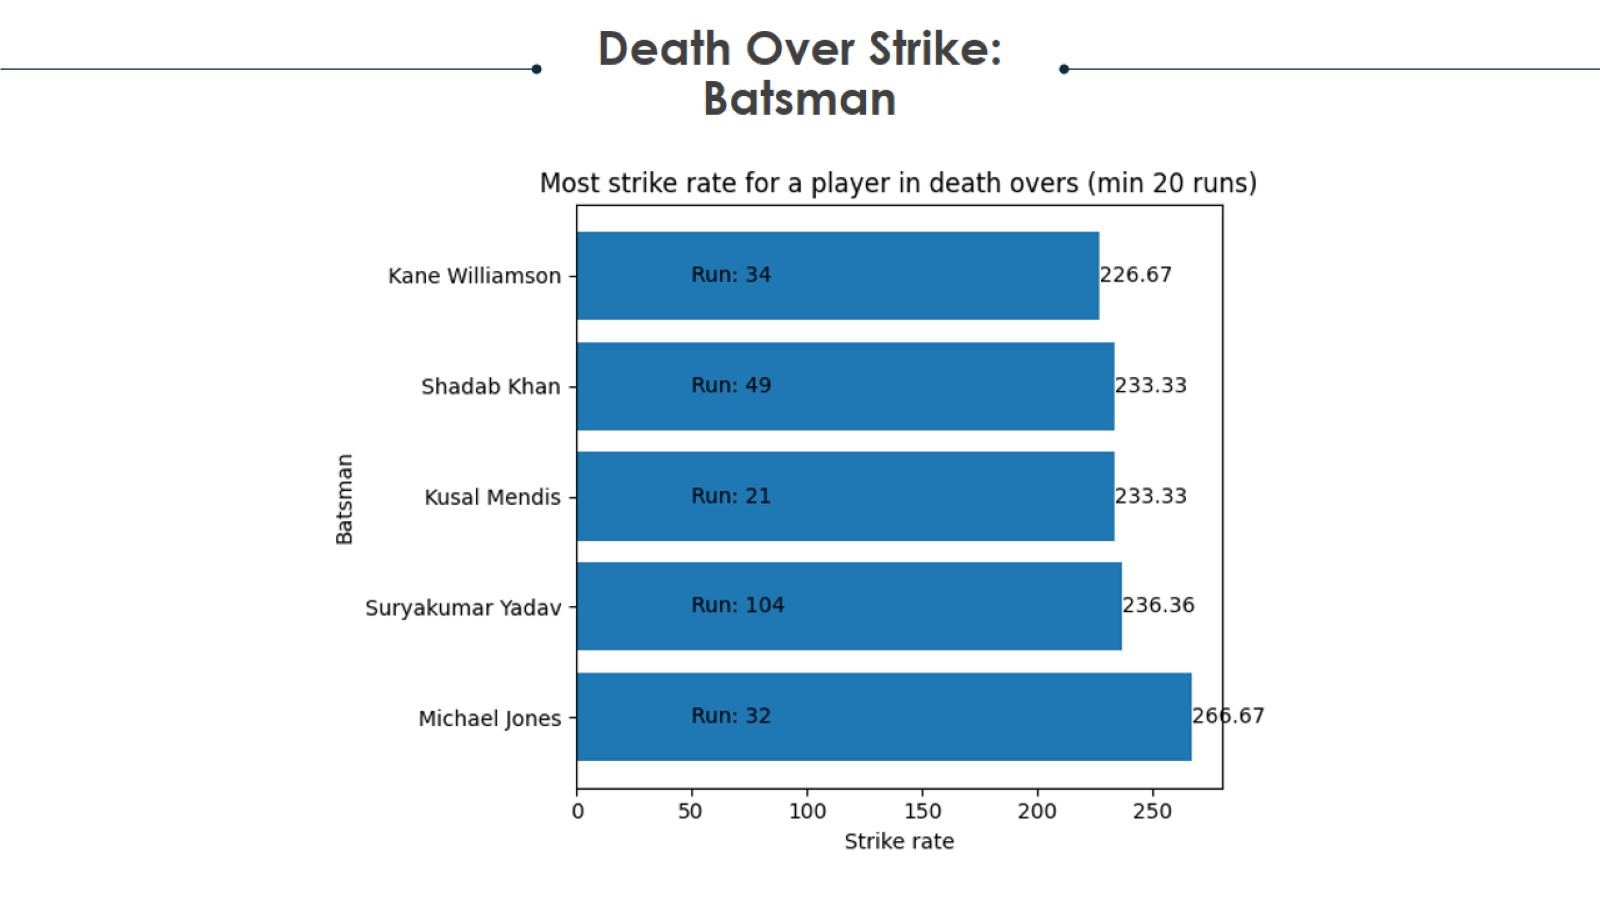 Death Over Strike:
Batsman
Most strike rate for a player in death overs (min 20 runs)
Kane Williamson
Run: 34
226.67
Shadab Khan
Run: 49
233.33
Kusal Mendis
Run: 21
233.33
Suryakumar Yadav
Run: 104
236.36
Michael Jones
Run: 32
266.67
Batsman
0 50 100 150 200 250
Strike rate